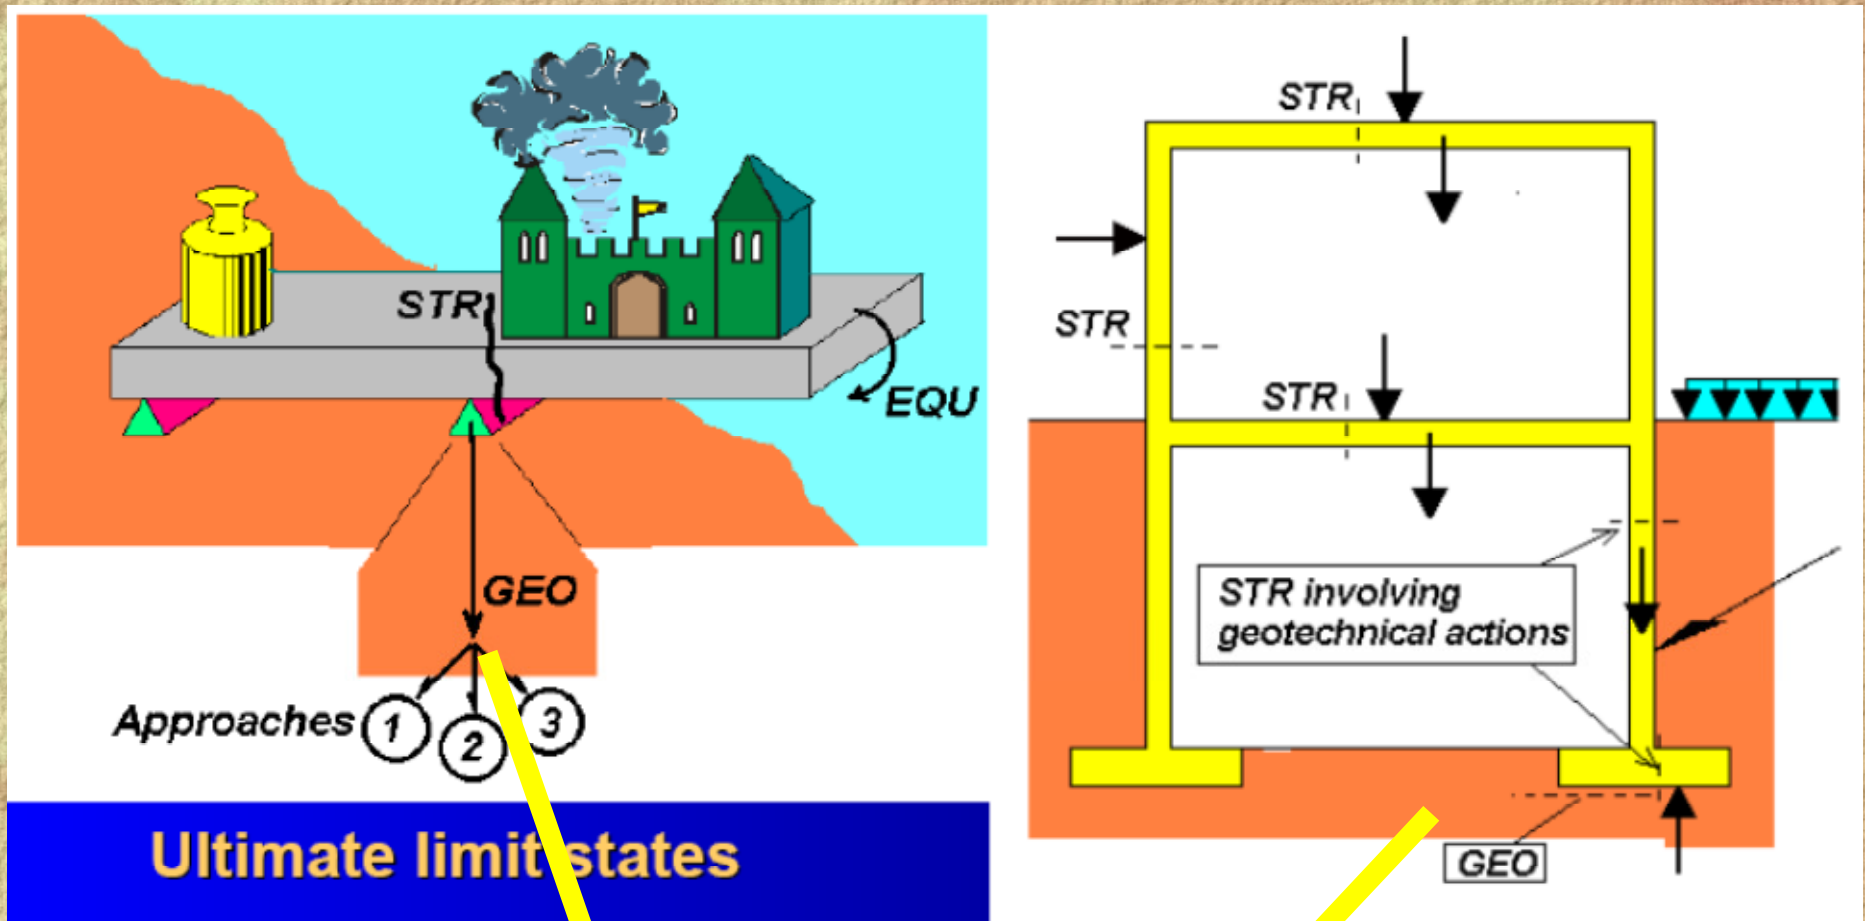 STR
EQU
GEO
Approaches 1 2 3
Ultimate limit states
STR
STR
STR
STR involving
geotechnical actions
GEO